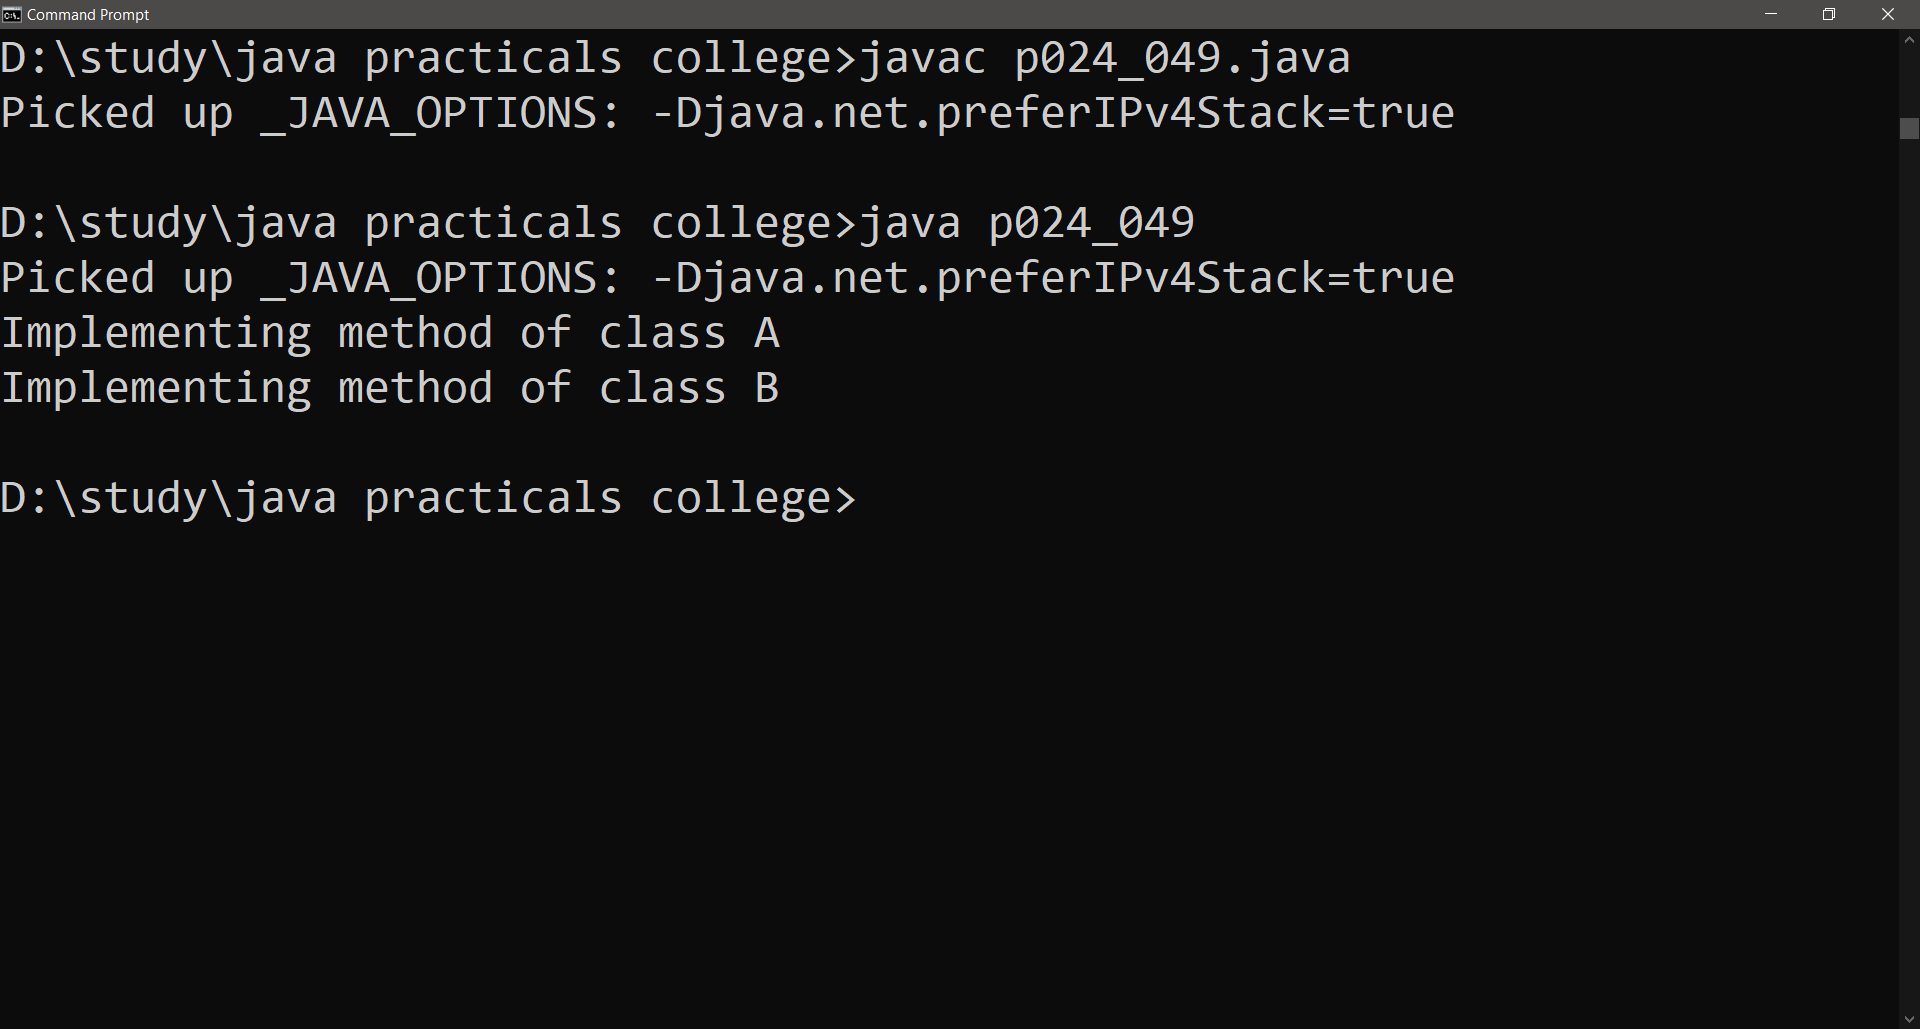 Command Prompt
D:\study\java practicals college>javac p024_049.java
Picked up _JAVA_OPTIONS: -Djava.net.preferIPv4Stack=true
D:\study\java practicals college>java p024_049
Picked up _JAVA_OPTIONS: -Djava.net.preferIPv4Stack=true
Implementing method of class A
Implementing method of class B
D:\study\java practicals college>